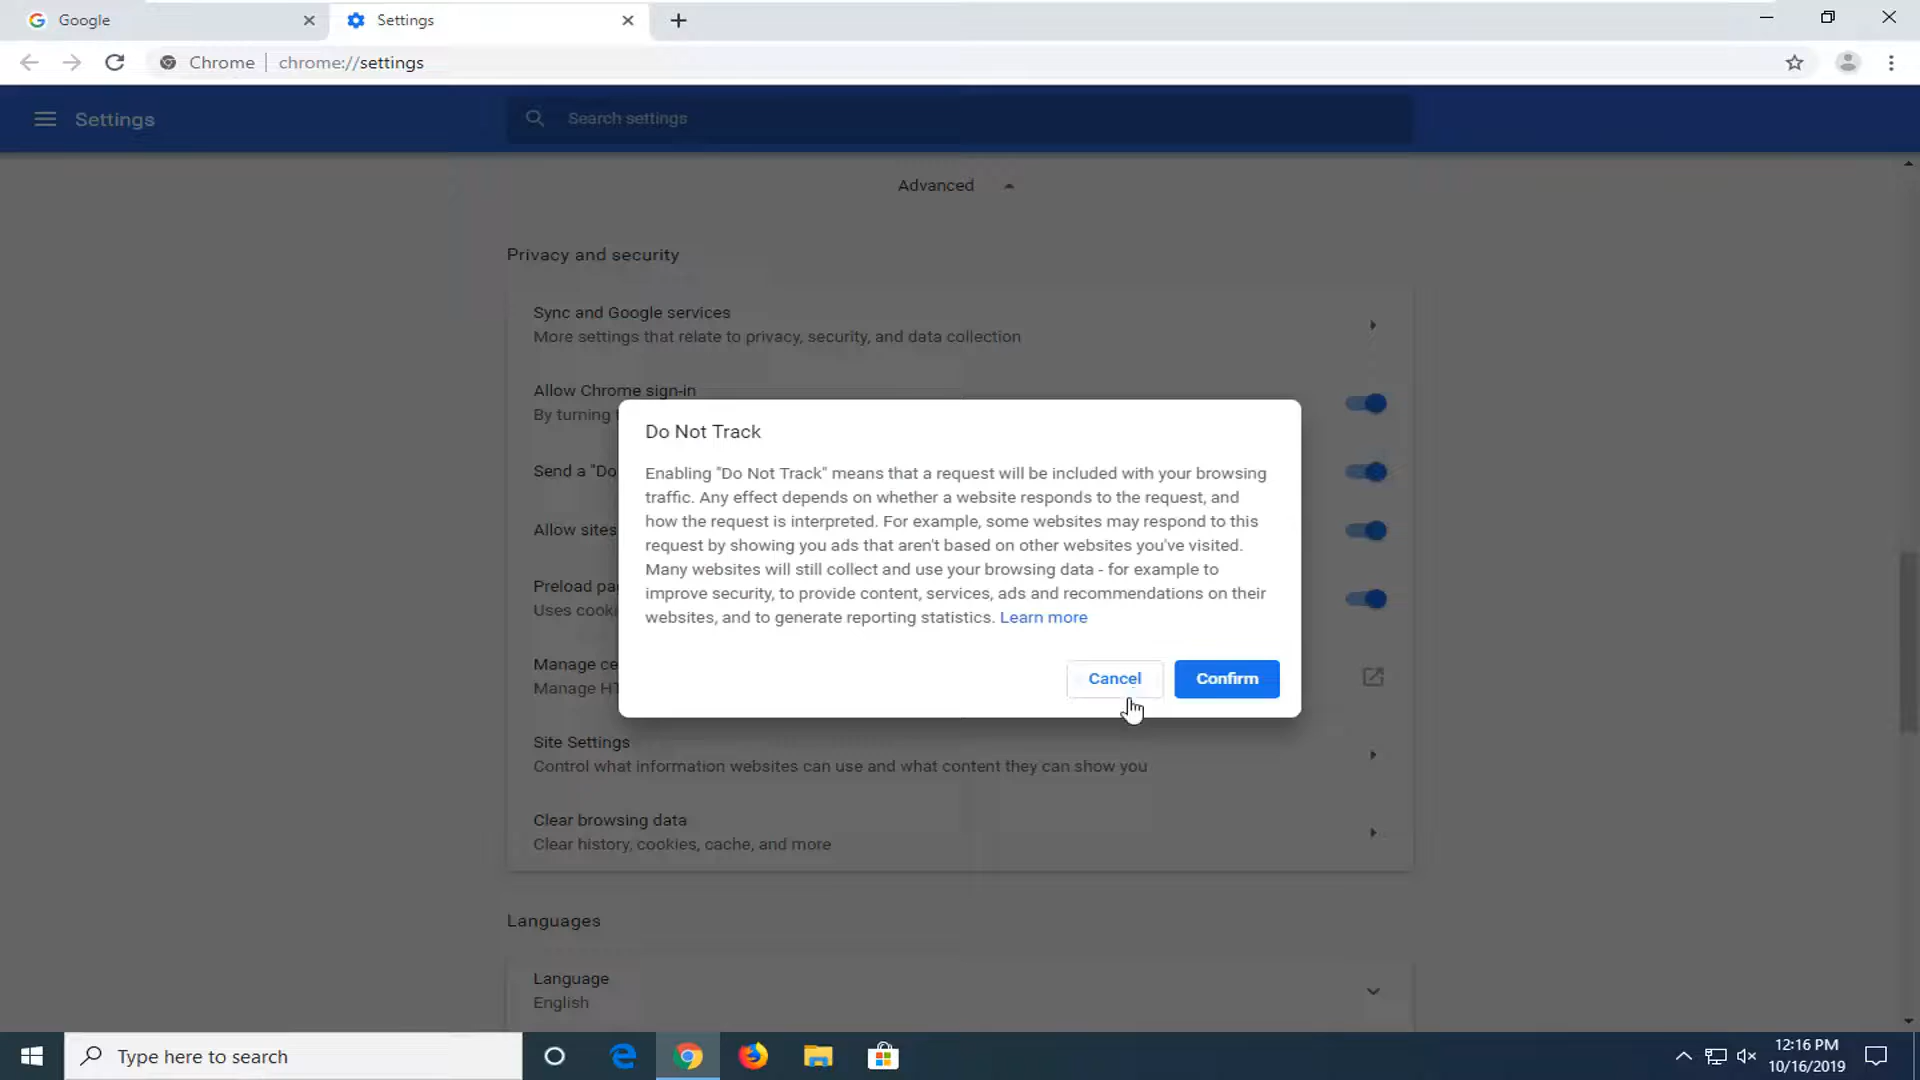 Google
Settings
Chrome
chrome://settings
Settings
Search settings
Advanced
Privacy and security
Sync and Google services
More settings that relate to privacy, security, and data collection
Allow Chrome sign-in
By turning
Send a "Do
Allow sites
Preload pa
Uses cooki
Manage ce
Manage HT
Do Not Track
Enabling "Do Not Track" means that a request will be included with your browsing
traffic. Any effect depends on whether a website responds to the request, and
how the request is interpreted. For example, some websites may respond to this
request by showing you ads that aren't based on other websites you've visited.
Many websites will still collect and use your browsing data - for example to
improve security, to provide content, services, ads and recommendations on their
websites, and to generate reporting statistics. Learn more
Cancel
Confirm
Site Settings
Control what information websites can use and what content they can show you
Clear browsing data
Clear history, cookies, cache, and more
Languages
Language
English
Type here to search
12:16 PM
10/16/2019